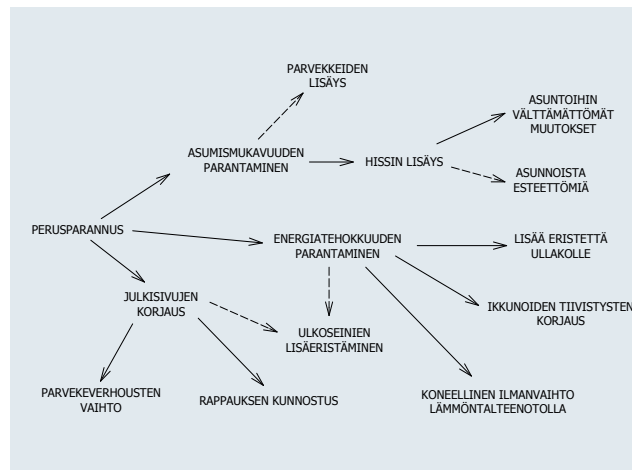 PARVEKKEIDEN
LISÄYS
ASUNTOIHIN
VÄLTTÄMÄTTÖMÄT
MUUTOKSET
ASUMISMUKAVUUDEN
PARANTAMINEN
HISSIN LISÄYS
ASUNNOISTA
ESTEETTÖMIÄ
PERUSPARANNUS
ENERGIATEHOKKUUDEN
PARANTAMINEN
LISÄÄ ERISTETTÄ
ULLAKOLLE
JULKISIVUJEN
KORJAUS
IKKUNOIDEN TIIVISTYSTEN
KORJAUS
ULKOSEINIEN
LISÄERISTÄMINEN
PARVEKEVERHOUSTEN
VAIHTO
RAPPAUKSEN KUNNOSTUS
KONEELLINEN ILMANVAIHTO
LÄMMÖNTALTEENOTOLLA